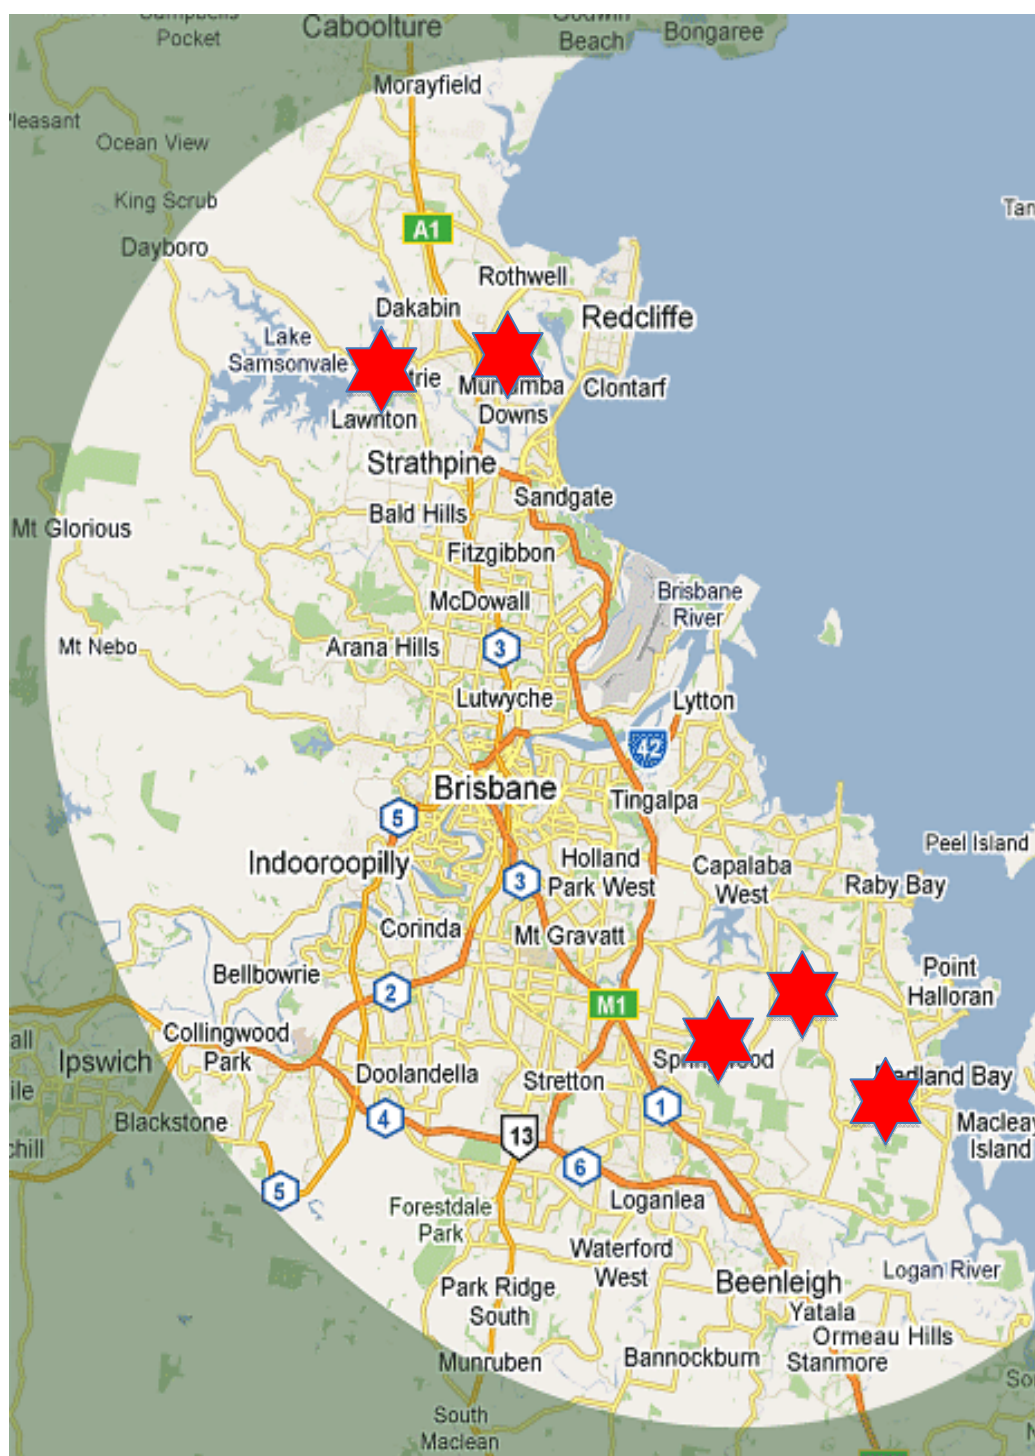 Caboolture
Pocket
Beach
Bongaree
Morayfield
Ocean View
King Scrub
Dayboro
A1
Rothwell
Dakabin
Redcliffe
Lake
Samsonvale
Clontarf
Lawnton
Downs
Strathpine
Sandgate
Bald Hills
Mt Glorious
Fitzgibbon
McDowall
Brisbane
River
Mt Nebo
Arana Hills
3
Lutwyche
Lytton
42
Brisbane
Tingalpa
5
Peel Island
Indooroopilly
Holland
Park West
3
Capalaba
West
Raby Bay
Corinda
Mt Gravatt
Bellbowrie
2
M1
Point
Halloran
Collingwood
Park
Ipswich
Doolandella
Stretton
Bay
Blackstone
4
13
1
Macleay
Island
5
6
Forestdale
Park
Loganlea
Waterford
West
Park Ridge
South
Beenleigh
Logan River
Yatala
Ormeau Hills
Munruben
Bannockburn
Stanmore
South
Maclean